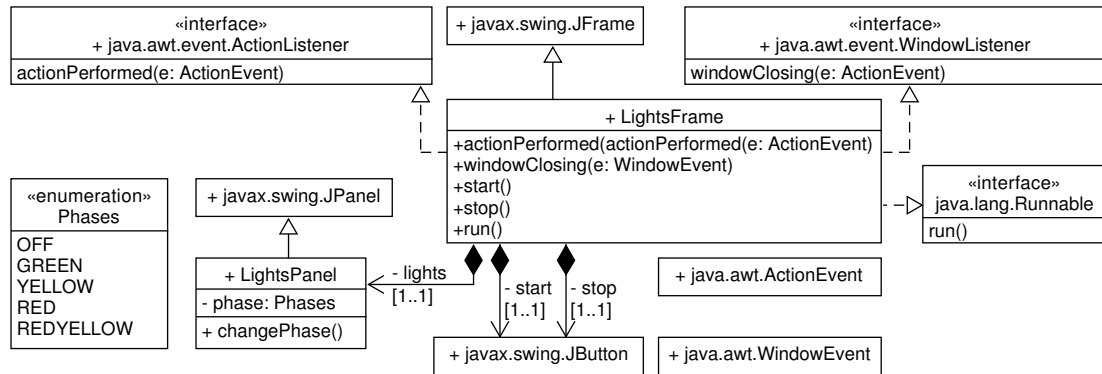 «interface»
+ java.awt.event.ActionListener
actionPerformed(e: ActionEvent)
+ javax.swing.JFrame
«interface»
+ java.awt.event.WindowListener
windowClosing(e: ActionEvent)
+ LightsFrame
+actionPerformed(actionPerformed(e: ActionEvent)
+windowClosing(e: WindowEvent)
+start()
+stop()
+run()
«interface»
java.lang.Runnable
run()
«enumeration»
Phases
OFF
GREEN
YELLOW
RED
REDYELLOW
+ javax.swing.JPanel
+ LightsPanel
- phase: Phases
+ changePhase()
- lights
[1..1]
- start
[1..1]
- stop
[1..1]
+ java.awt.ActionEvent
+ javax.swing.JButton
+ java.awt.WindowEvent